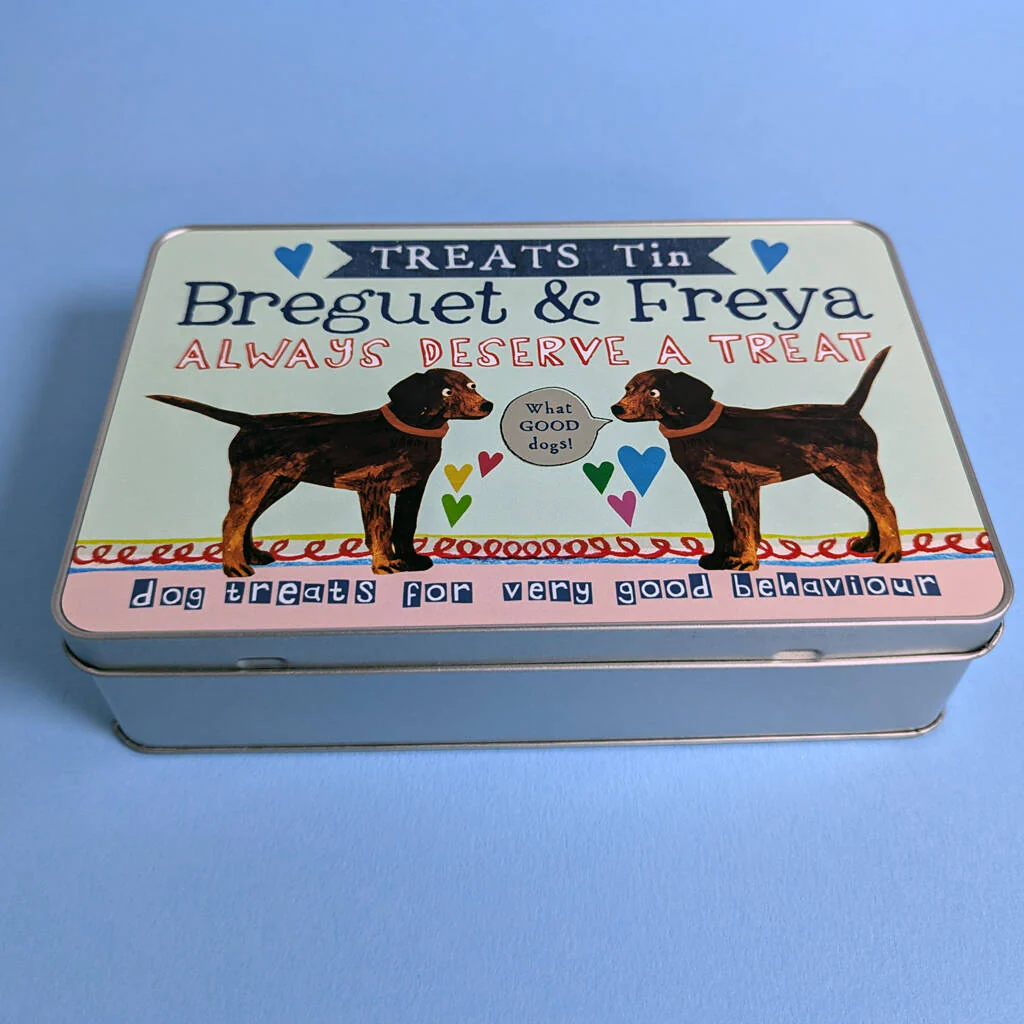 TREATS Tin
Breguet & Freya
ALWAYS DESERVE A TREAT
What
GOOD
dogs!
dog treats for very good behaviour